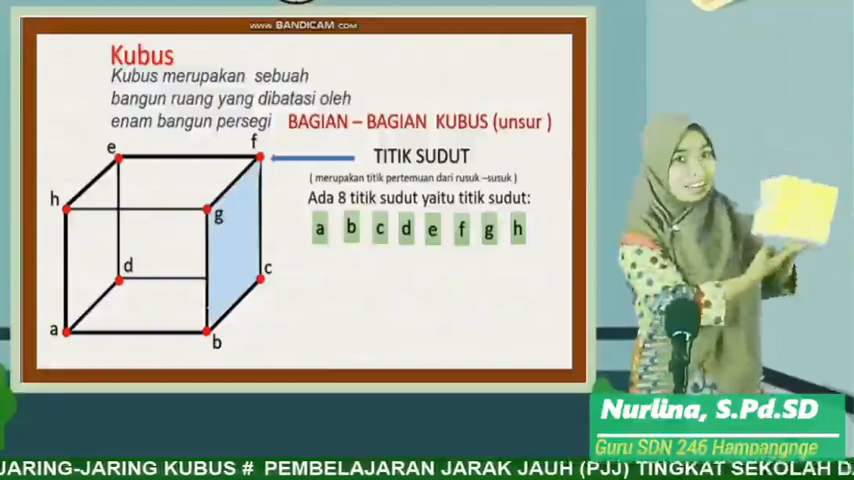 www.BANDICAM.COM
Kubus
Kubus merupakan sebuah
bangun ruang yang dibatasi oleh
enam bangun persegi
BAGIAN – BAGIAN KUBUS (unsur )
e
f
TITIK SUDUT
( merupakan titik pertemuan dari rusuk –susuk )
Ada 8 titik sudut yaitu titik sudut:
h
g
a b c d e f g h
d
c
a
b
Nurlina, S.Pd.SD
Guru SDN 246 Hampangnge
JARING-JARING KUBUS # PEMBELAJARAN JARAK JAUH (PJJ) TINGKAT SEKOLAH D